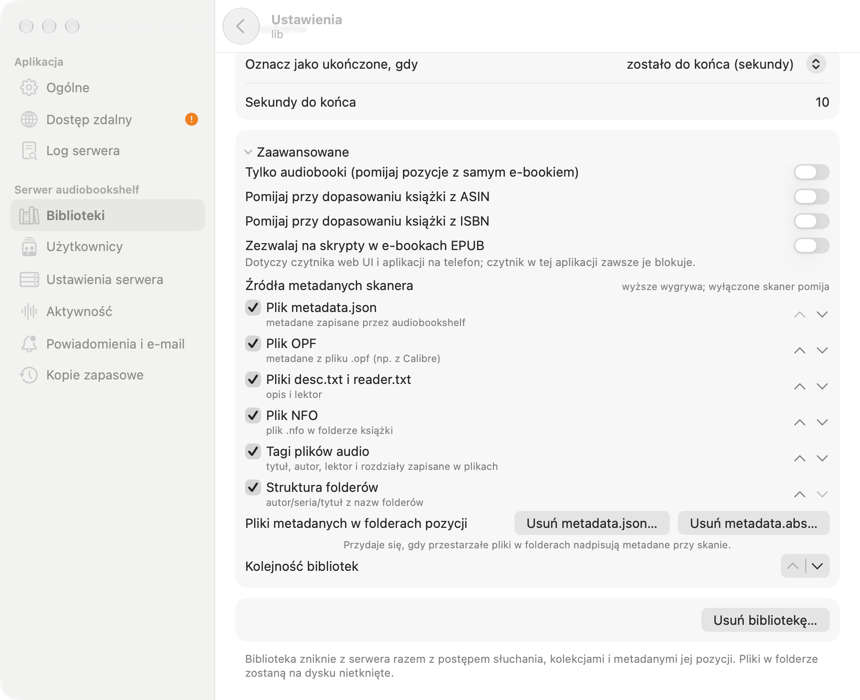 Ustawienia
lib
Aplikacja
Ogólne
Dostęp zdalny
Log serwera
Serwer audiobookshelf
Biblioteki
Użytkownicy
Ustawienia serwera
Aktywność
Powiadomienia i e-mail
Kopie zapasowe
Oznacz jako ukończone, gdy zostało do końca (sekundy)
Sekundy do końca 10
Zaawansowane
Tylko audiobooki (pomijaj pozycje z samym e-bookiem)
Pomijaj przy dopasowaniu książki z ASIN
Pomijaj przy dopasowaniu książki z ISBN
Zezwalaj na skrypty w e-bookach EPUB
Dotyczy czytnika web UI i aplikacji na telefon; czytnik w tej aplikacji zawsze je blokuje.
Źródła metadanych skanera wyższe wygrywa; wyłączone skaner pomija
Plik metadata.json
metadane zapisane przez audiobookshelf
Plik OPF
metadane z pliku .opf (np. z Calibre)
Pliki desc.txt i reader.txt
opis i lektor
Plik NFO
plik .nfo w folderze książki
Tagi plików audio
tytuł, autor, lektor i rozdziały zapisane w plikach
Struktura folderów
autor/seria/tytuł z nazw folderów
Pliki metadanych w folderach pozycji Usuń metadata.json... Usuń metadata.abs...
Przydaje się, gdy przestarzałe pliki w folderach nadpisują metadane przy skanie.
Kolejność bibliotek
Usuń bibliotekę...
Biblioteka zniknie z serwera razem z postępem słuchania, kolekcjami i metadanymi jej pozycji. Pliki w folderze
zostaną na dysku nietknięte.